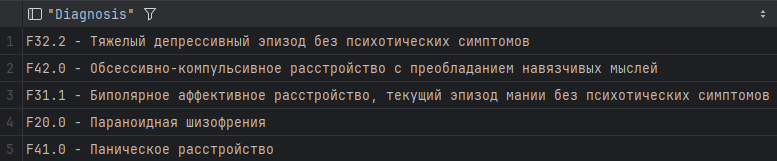 "Diagnosis"
1 F32.2 - Тяжелый депрессивный эпизод без психотических симптомов
2 F42.0 - Обсессивно-компульсивное расстройство с преобладанием навязчивых мыслей
3 F31.1 - Биполярное аффективное расстройство, текущий эпизод мании без психотических симптомов
4 F20.0 - Параноидная шизофрения
5 F41.0 - Паническое расстройство